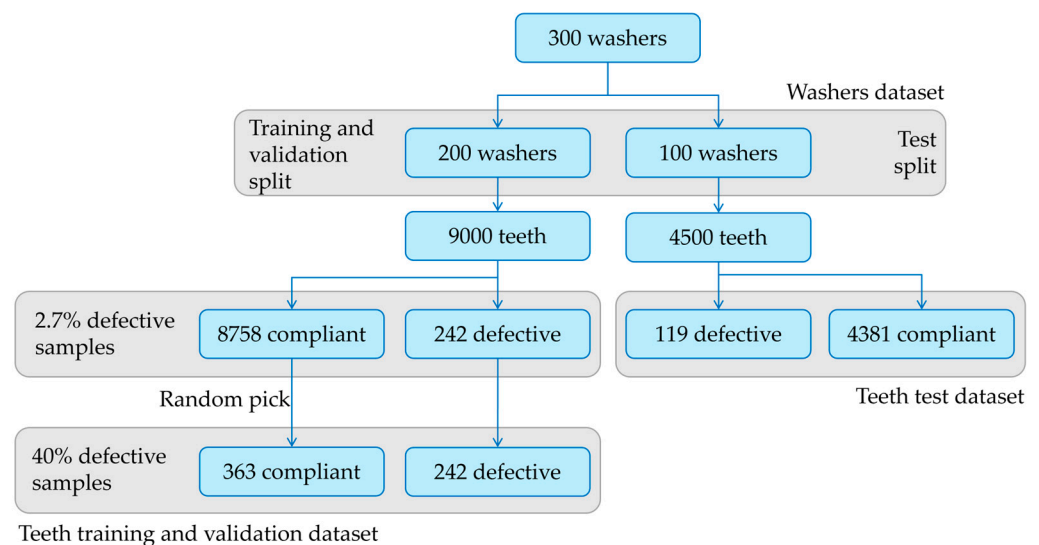 300 washers
Washers dataset
Training and
validation
split
200 washers
100 washers
Test
split
9000 teeth
4500 teeth
2.7% defective
samples
8758 compliant
242 defective
119 defective
4381 compliant
Random pick
Teeth test dataset
40% defective
samples
363 compliant
242 defective
Teeth training and validation dataset